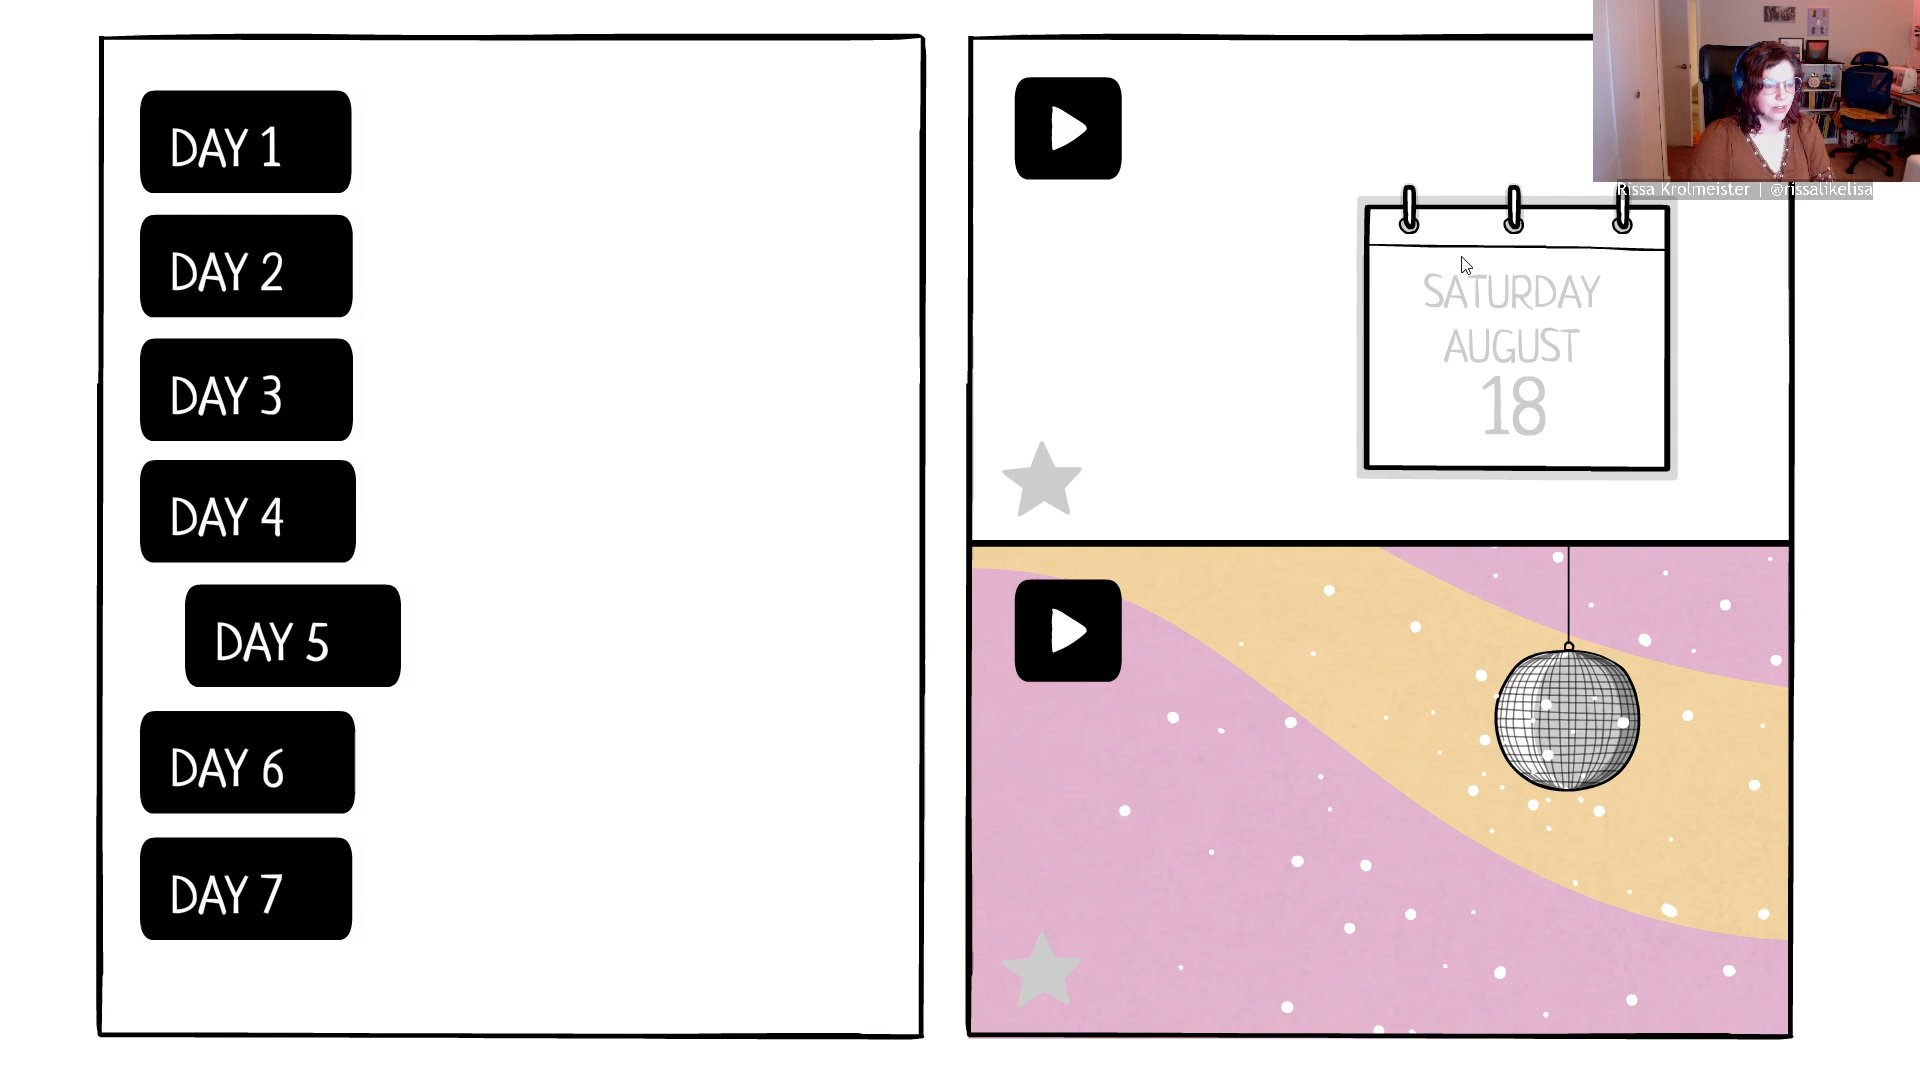 DAY 1
DAY 2
DAY 3
DAY 4
DAY 5
DAY 6
DAY 7
Rissa Krolmeister | @rissalikelisa
SATURDAY
AUGUST
18